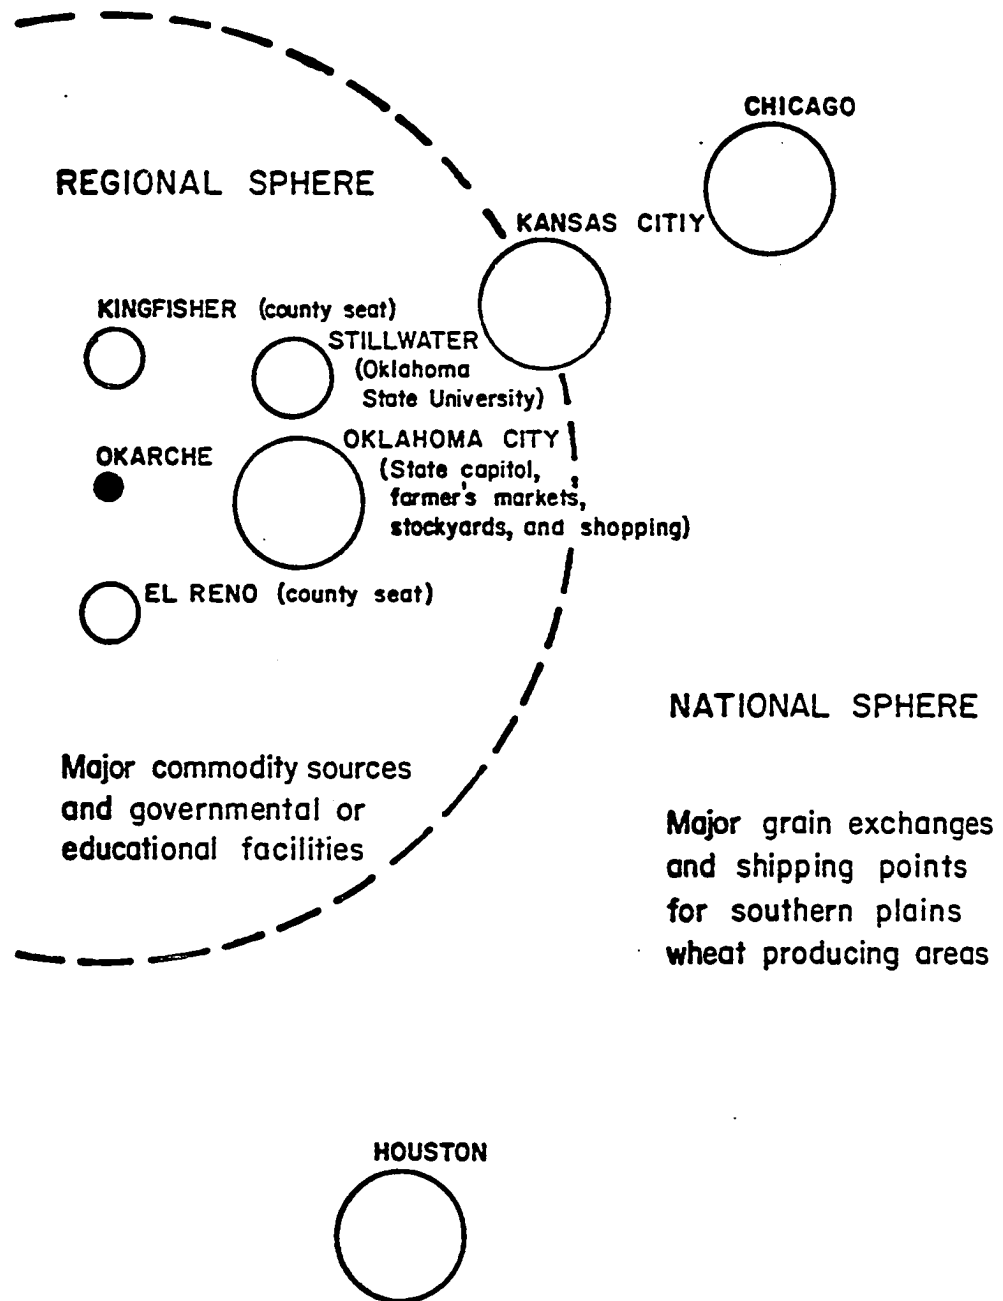 CHICAGO
REGIONAL SPHERE
KANSAS CITIY
KINGFISHER (county seat)
STILLWATER
(Oklahoma
State University)
OKLAHOMA CITY
(State capitol,
farmer's markets,
stockyards, and shopping)
OKARCHE
EL RENO (county seat)
NATIONAL SPHERE
Major commodity sources
and governmental or
educational facilities
Major grain exchanges
and shipping points
for southern plains
wheat producing areas
HOUSTON